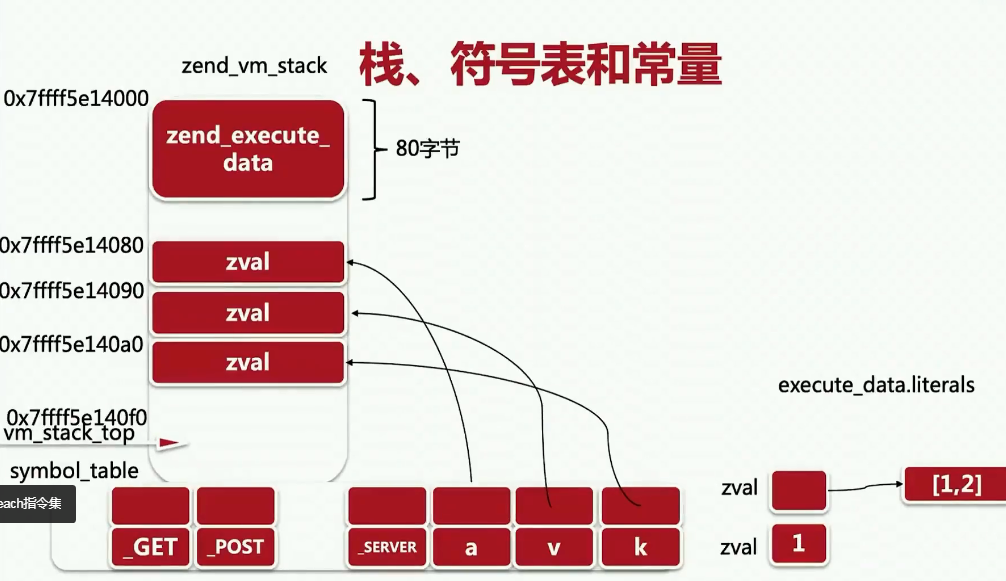 栈、符号表和常量
zend_vm_stack
0x7ffff5e14000
zend_execute_
data
80字节
0x7ffff5e14080
zval
0x7ffff5e14090
zval
0x7ffff5e140a0
zval
execute_data.literals
0x7ffff5e140f0
vm_stack_top
symbol_table
each指令集
zval
[1,2]
_GET
_POST
_SERVER
a
v
k
zval
1